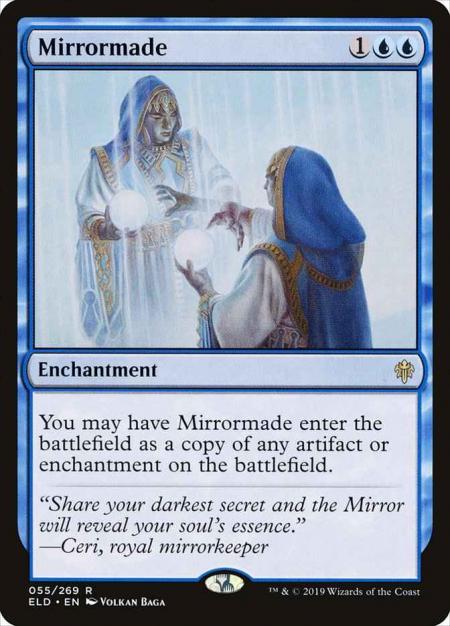 Mirrormade 1
Enchantment
You may have Mirrormade enter the
battlefield as a copy of any artifact or
enchantment on the battlefield.
“Share your darkest secret and the Mirror
will reveal your soul’s essence.”
—Ceri, royal mirrorkeeper
055/269 R
ELD • EN Volkan Baga
™ & © 2019 Wizards of the Coast